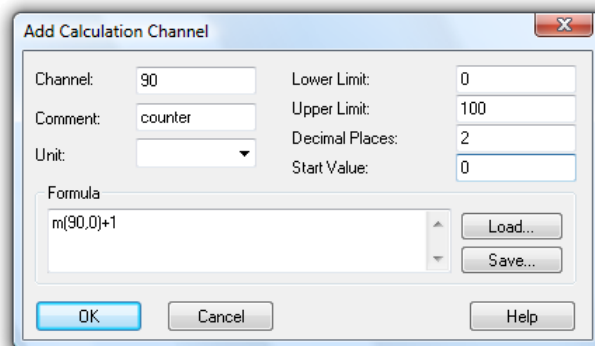 Add Calculation Channel
Channel: 90
Comment: counter
Unit:
Lower Limit: 0
Upper Limit: 100
Decimal Places: 2
Start Value: 0
Formula
m(90,0)+1
Load...
Save...
OK Cancel Help